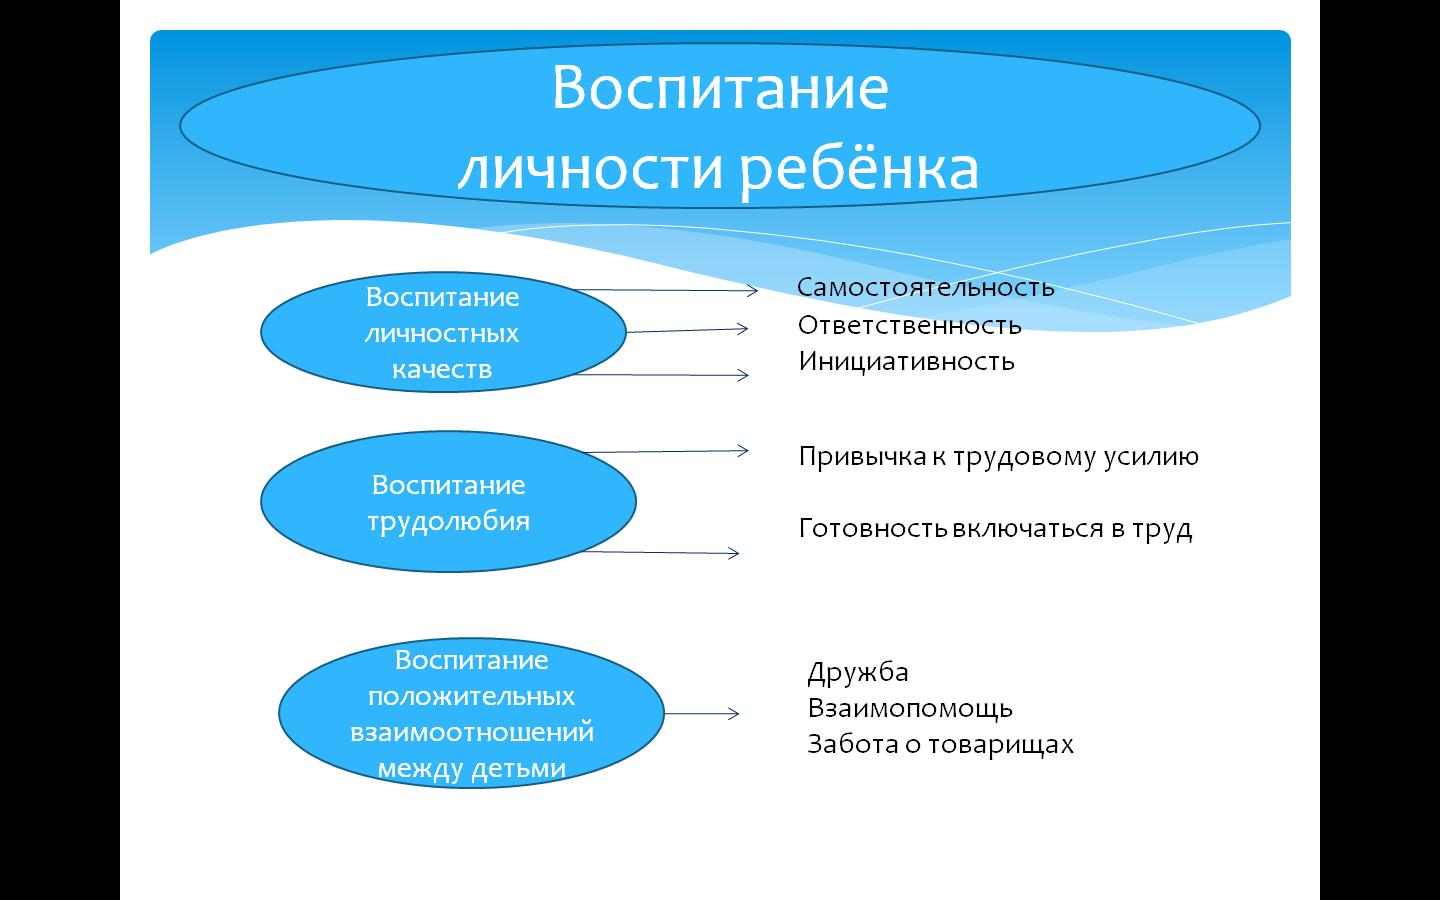 Воспитание
личности ребёнка
Воспитание
личностных
качеств
Самостоятельность
Ответственность
Инициативность
Воспитание
трудолюбия
Привычка к трудовому усилию
Готовность включаться в труд
Воспитание
положительных
взаимоотношений
между детьми
Дружба
Взаимопомощь
Забота о товарищах